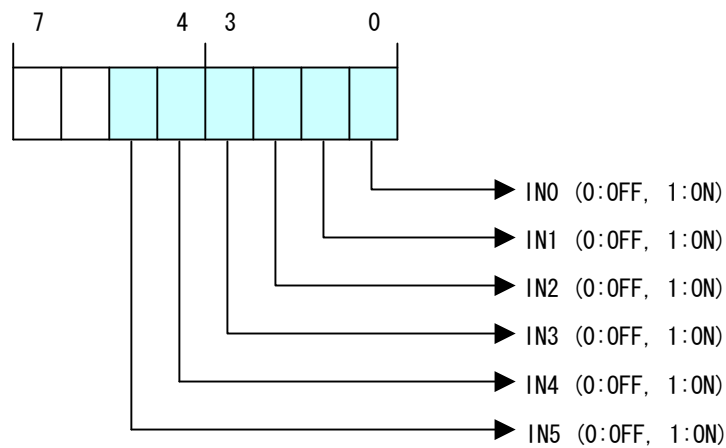 7 4 3 0
IN0 (0:OFF, 1:ON)
IN1 (0:OFF, 1:ON)
IN2 (0:OFF, 1:ON)
IN3 (0:OFF, 1:ON)
IN4 (0:OFF, 1:ON)
IN5 (0:OFF, 1:ON)